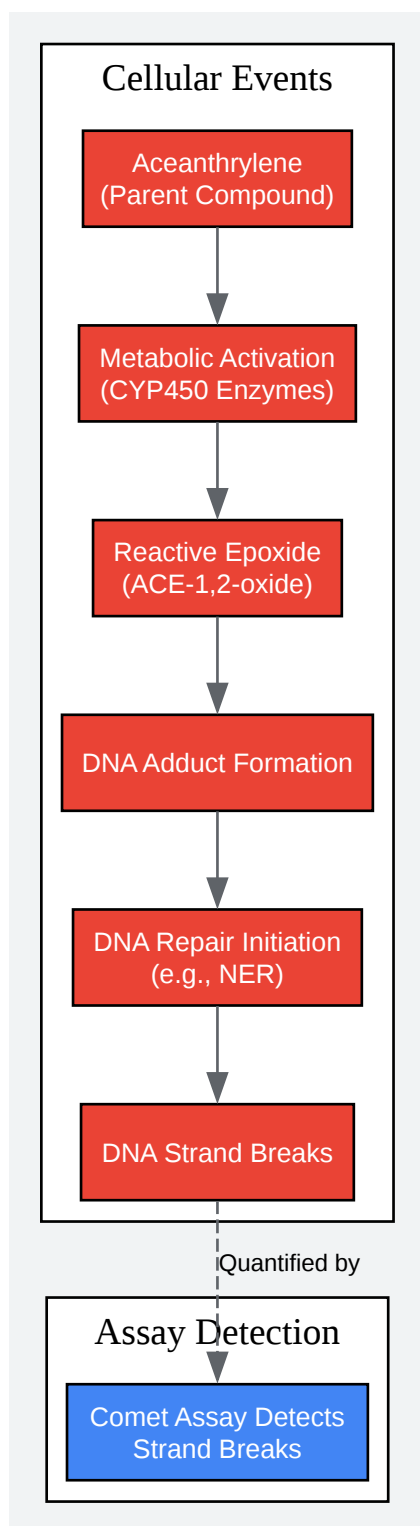 Cellular Events
Aceanthrylene
(Parent Compound)
Metabolic Activation
(CYP450 Enzymes)
Reactive Epoxide
(ACE-1,2-oxide)
DNA Adduct Formation
DNA Repair Initiation
(e.g., NER)
DNA Strand Breaks
Quantified by
Assay Detection
Comet Assay Detects
Strand Breaks